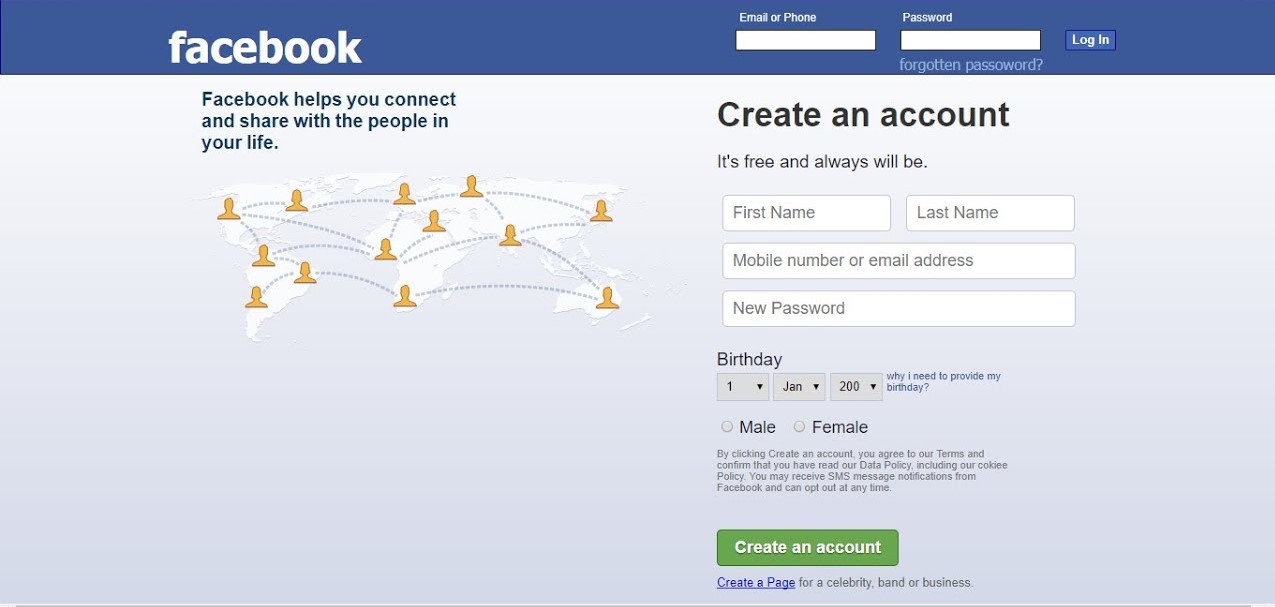 Email or Phone
Password
facebook
Log In
forgotten passoword?
Facebook helps you connect
and share with the people in
your life.
Create an account
It's free and always will be.
First Name
Last Name
Mobile number or email address
New Password
Birthday
1
Jan
200
why i need to provide my
birthday?
Male
Female
By clicking Create an account, you agree to our Terms and
confirm that you have read our Data Policy, including our cokiee
Policy. You may receive SMS message notifications from
Facebook and can opt out at any time.
Create an account
Create a Page for a celebrity, band or business.